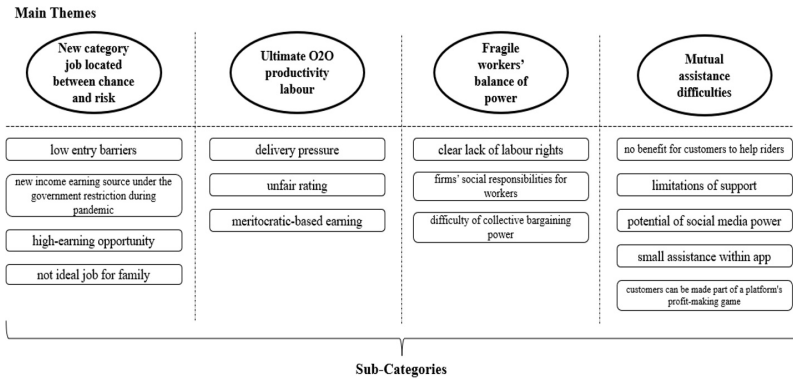 Main Themes
New category
job located
between chance
and risk
Ultimate O2O
productivity
labour
Fragile
workers'
balance of
power
Mutual
assistance
difficulties
low entry barriers
new income earning source under the
government restriction during
pandemic
high-earning opportunity
not ideal job for family
delivery pressure
unfair rating
meritocratic-based earning
clear lack of labour rights
firms' social responsibilities for
workers
difficulty of collective bargaining
power
no benefit for customers to help riders
limitations of support
potential of social media power
small assistance within app
customers can be made part of a platform's
profit-making game
Sub-Categories